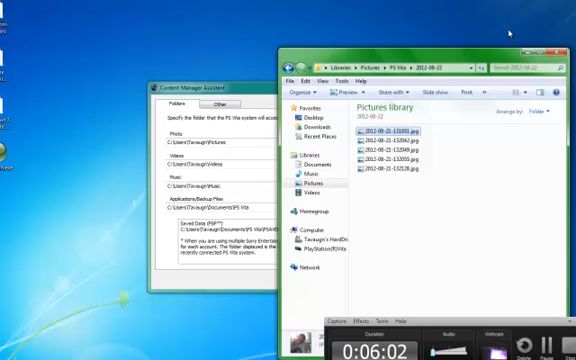 Content Manager Assistant
Folders
Other
Specify the folder that the PS Vita system will access
Photo
C:\Users\Tavaugn\Pictures
Videos
C:\Users\Tavaugn\Videos
Music
C:\Users\Tavaugn\Music
Applications/Backup Files
C:\Users\Tavaugn\Documents\PS Vita
Saved Data (PSP™)
* When you are using multiple Sony Entertain
for each account. The folder displayed is the
recently connected PS Vita system.
Libraries
Pictures
PS Vita
2012-08-22
Search 2012-08-22
File
Edit
View
Tools
Help
Organize
Preview
Share with
Slide show
Print
»
Favorites
Desktop
Downloads
Recent Places
Libraries
Documents
Music
Pictures
Videos
Homegroup
Computer
Tavaugn's HardDri
PlayStation(R)Vita
Network
Pictures library
2012-08-22
Arrange by:
Folder
2012-08-21-131931.jpg
2012-08-21-132042.jpg
2012-08-21-132049.jpg
2012-08-21-132055.jpg
2012-08-21-132128.jpg
Capture
Effects
Tools
Help
Duration
0:06:02
Audio
Webcam
Delete
Pause